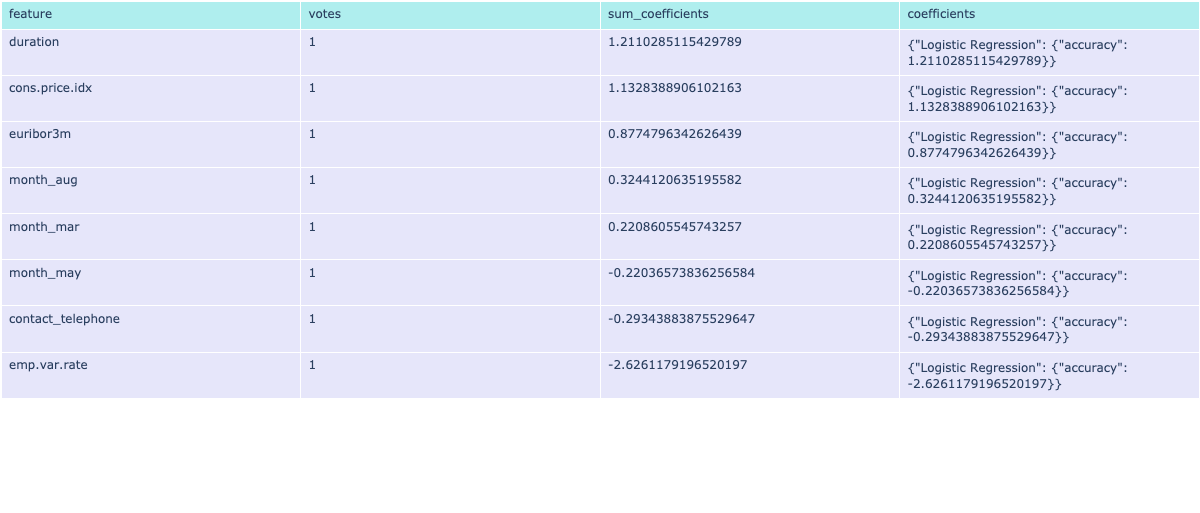 feature votes sum_coefficients coefficients
duration 1 1.2110285115429789 {"Logistic Regression": {"accuracy":
1.2110285115429789}}
cons.price.idx 1 1.1328388906102163 {"Logistic Regression": {"accuracy":
1.1328388906102163}}
euribor3m 1 0.8774796342626439 {"Logistic Regression": {"accuracy":
0.8774796342626439}}
month_aug 1 0.3244120635195582 {"Logistic Regression": {"accuracy":
0.3244120635195582}}
month_mar 1 0.2208605545743257 {"Logistic Regression": {"accuracy":
0.2208605545743257}}
month_may 1 -0.22036573836256584 {"Logistic Regression": {"accuracy":
-0.22036573836256584}}
contact_telephone 1 -0.29343883875529647 {"Logistic Regression": {"accuracy":
-0.29343883875529647}}
emp.var.rate 1 -2.6261179196520197 {"Logistic Regression": {"accuracy":
-2.6261179196520197}}